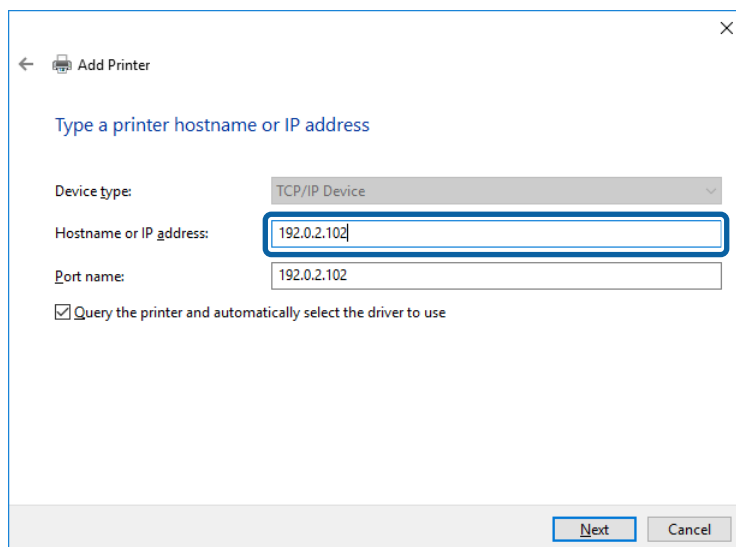 Add Printer
Type a printer hostname or IP address
Device type: TCP/IP Device
Hostname or IP address: 192.0.2.102
Port name: 192.0.2.102
Query the printer and automatically select the driver to use
Next Cancel